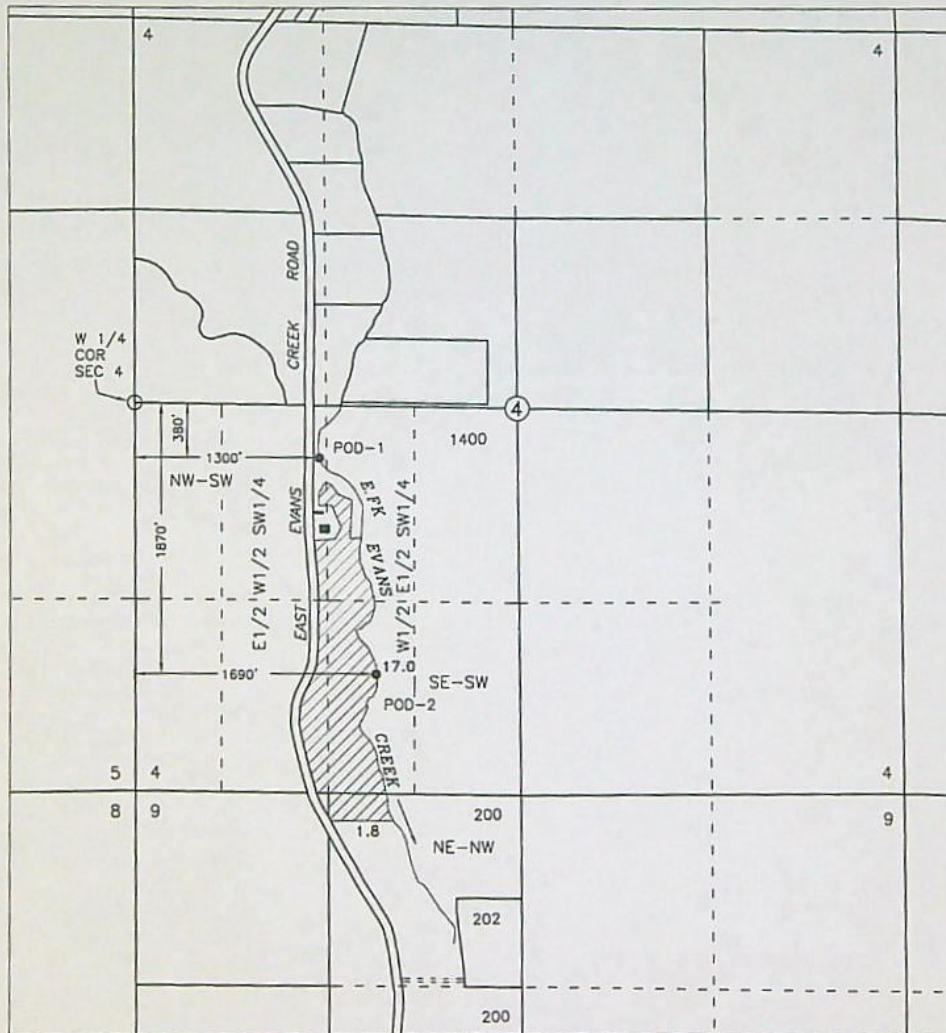 4
4
ROAD
CREEK
W 1/4
COR
SEC 4
4
380'
1400
POD-1
1300'
NW-SW
E.FK
EVANS
E1/2 W1/2 SW1/4
1870'
EVANS
W1/2 E1/2 SW1/4
EAST
17.0
1690'
SE-SW
POD-2
CREEK
5 4
4
8 9
200
9
1.8
NE-NW
202
200